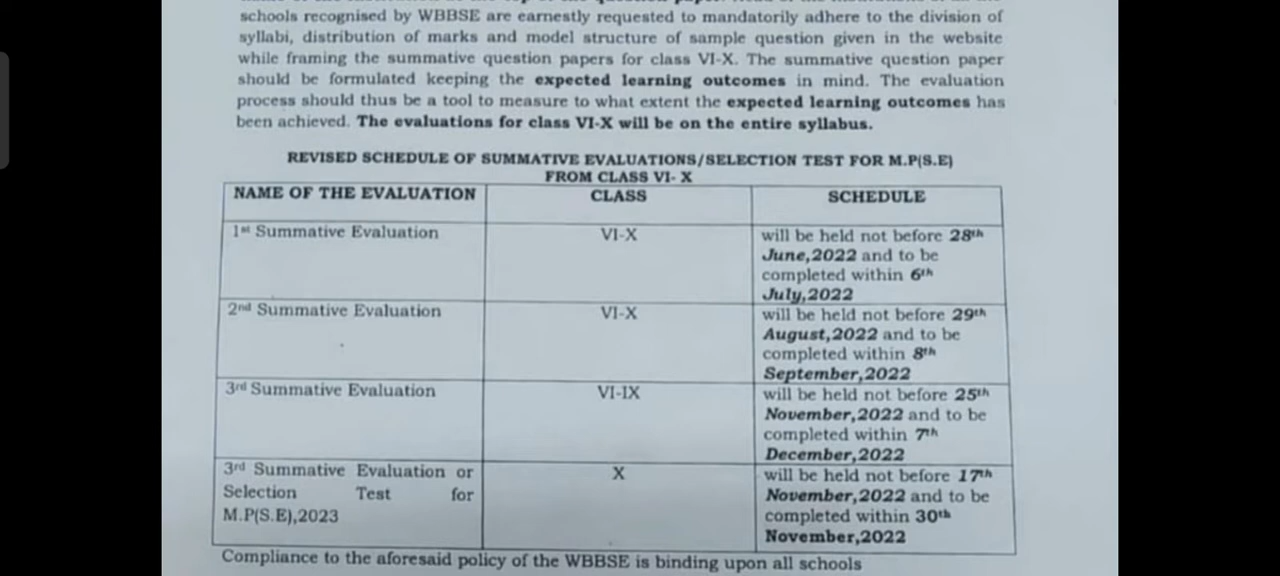 schools recognised by WBBSE are earnestly requested to mandatorily adhere to the division of
syllabi, distribution of marks and model structure of sample question given in the website
while framing the summative question papers for class VI-X. The summative question paper
should be formulated keeping the expected learning outcomes in mind. The evaluation
process should thus be a tool to measure to what extent the expected learning outcomes has
been achieved. The evaluations for class VI-X will be on the entire syllabus.
REVISED SCHEDULE OF SUMMATIVE EVALUATIONS/SELECTION TEST FOR M.P(S.E)
FROM CLASS VI- X
NAME OF THE EVALUATION CLASS SCHEDULE
1st Summative Evaluation VI-X will be held not before 28th
June,2022 and to be
completed within 6th
July,2022
2nd Summative Evaluation VI-X will be held not before 29th
August,2022 and to be
completed within 8th
September,2022
3rd Summative Evaluation VI-IX will be held not before 25th
November,2022 and to be
completed within 7th
December,2022
3rd Summative Evaluation or X will be held not before 17th
Selection Test for November,2022 and to be
M.P(S.E),2023 completed within 30th
November,2022
Compliance to the aforesaid policy of the WBBSE is binding upon all schools